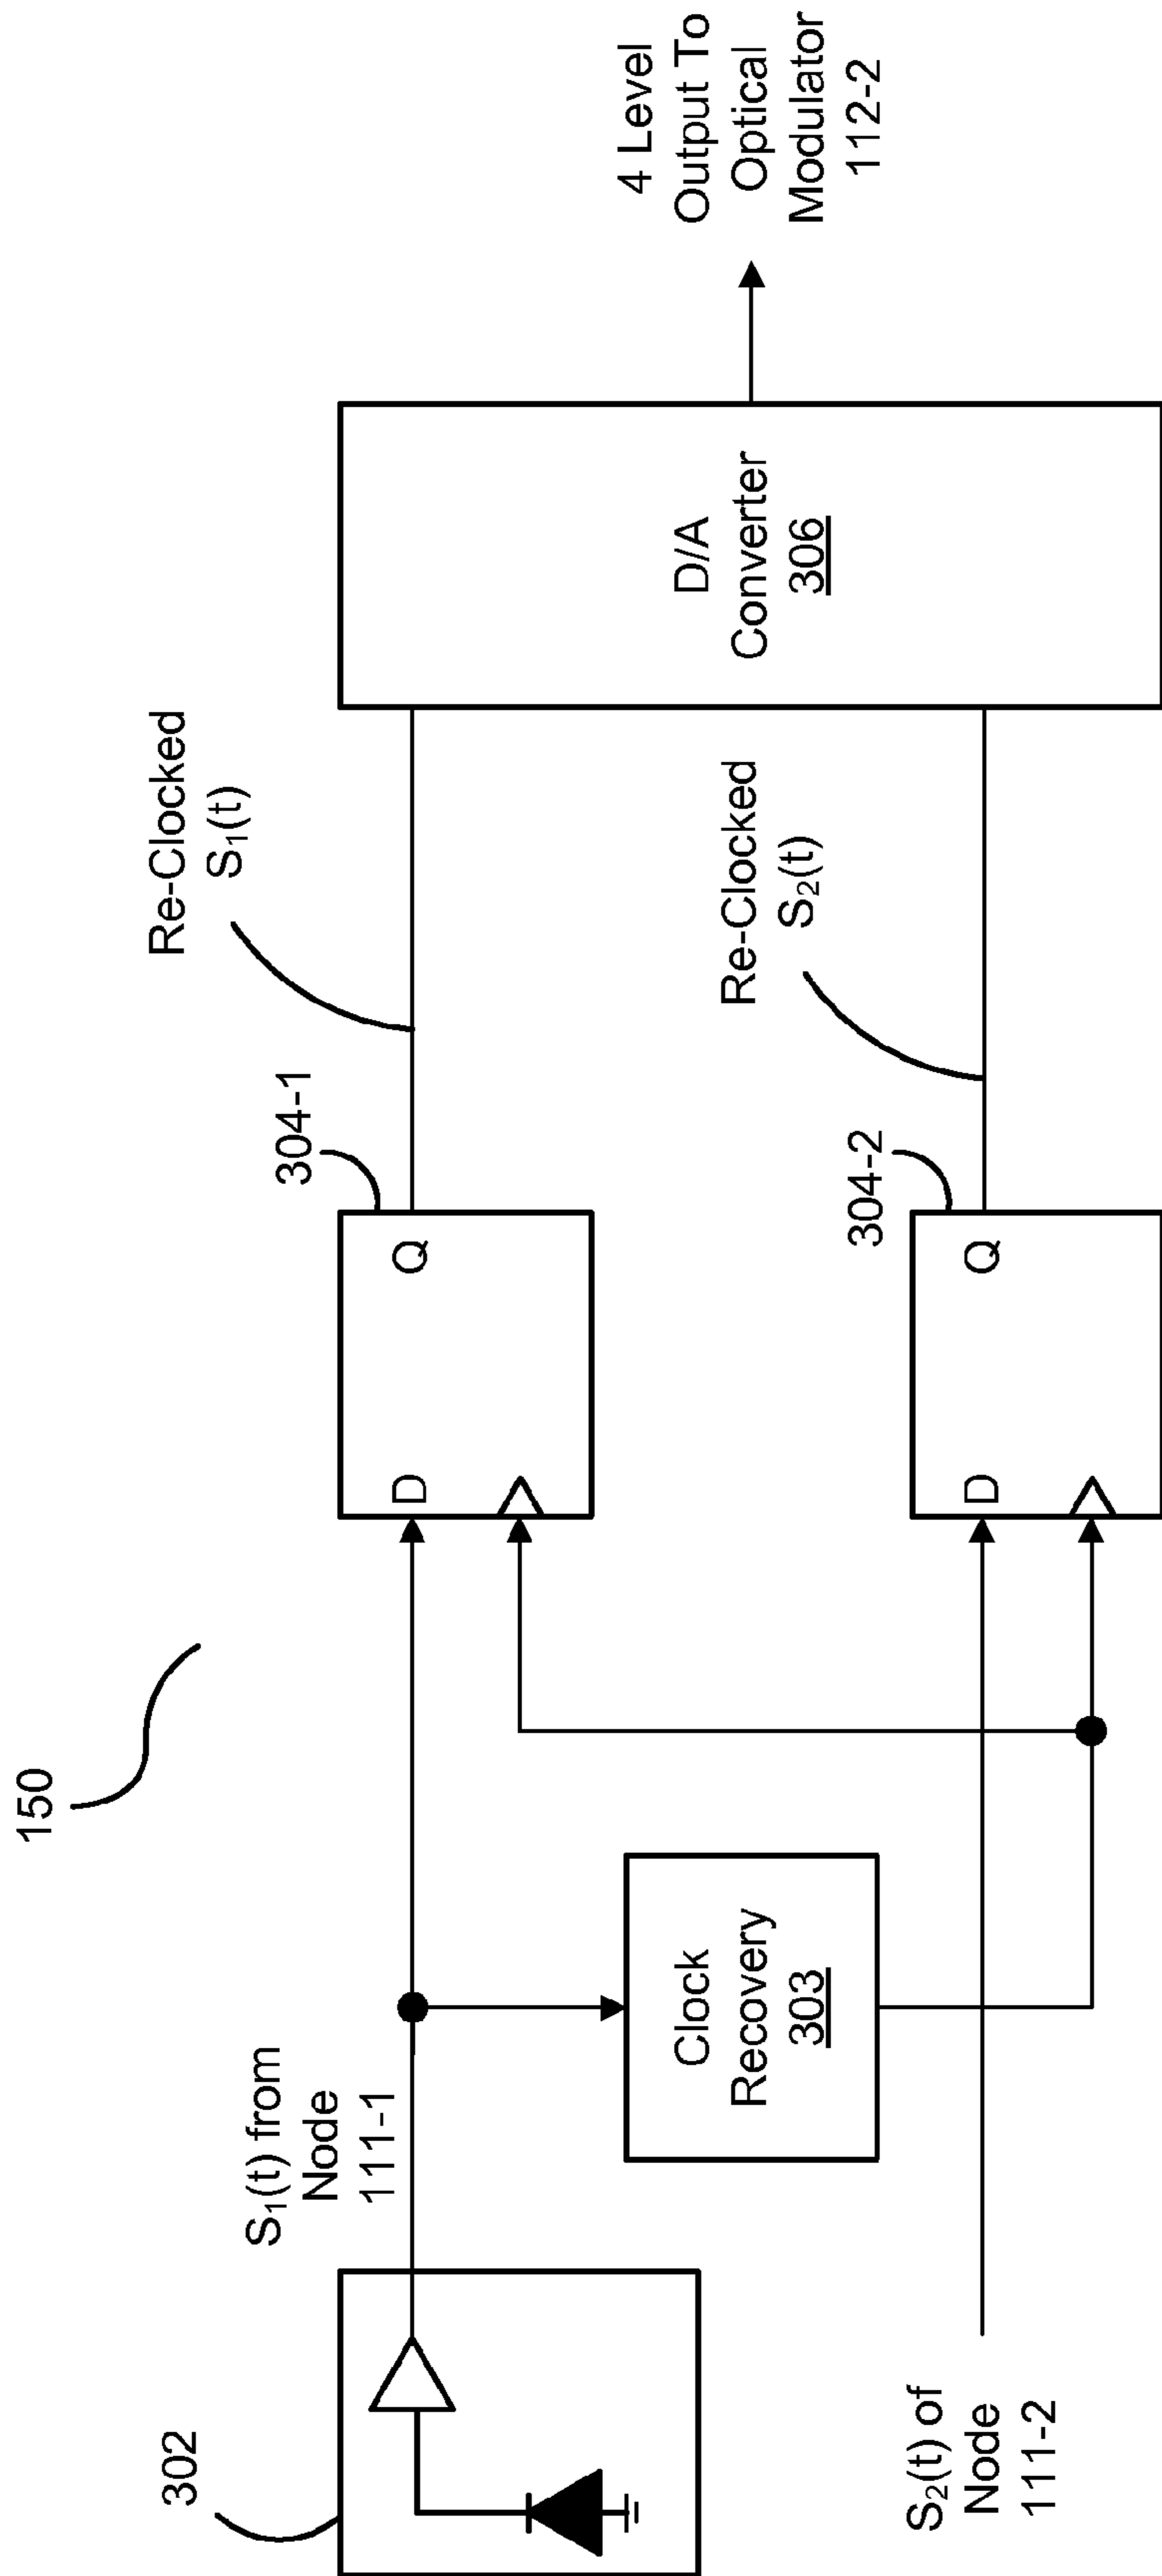 150
302
S₁(t) from
Node
111-1
Clock
Recovery
303
S₂(t) of
Node
111-2
D
Q
304-1
D
Q
304-2
Re-Clocked
S₁(t)
Re-Clocked
S₂(t)
D/A
Converter
306
4 Level
Output To
Optical
Modulator
112-2